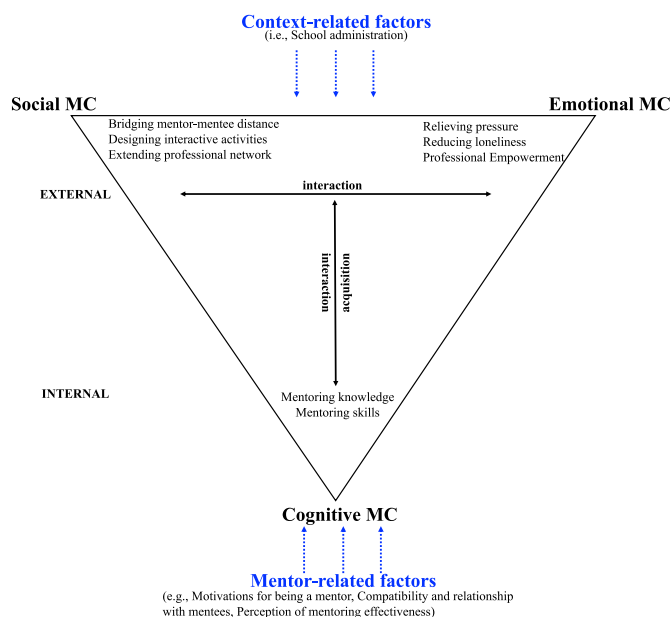 Context-related factors
(i.e., School administration)
Social MC
Emotional MC
Bridging mentor-mentee distance
Designing interactive activities
Extending professional network
Relieving pressure
Reducing loneliness
Professional Empowerment
EXTERNAL
interaction
interaction
acquisition
INTERNAL
Mentoring knowledge
Mentoring skills
Cognitive MC
Mentor-related factors
(e.g., Motivations for being a mentor, Compatibility and relationship
with mentees, Perception of mentoring effectiveness)